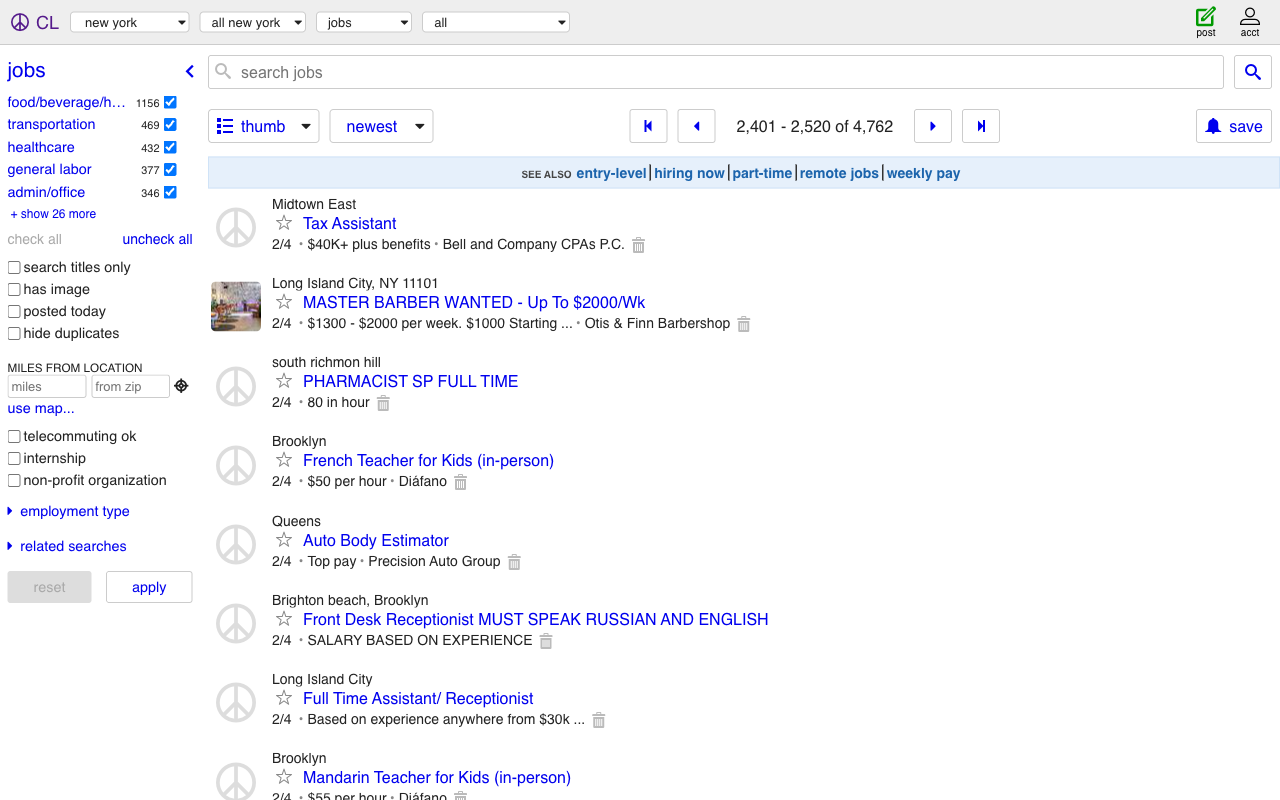 CL
new york
all new york
jobs
all
post
acct
jobs
food/beverage/h... 1156
transportation 469
healthcare 432
general labor 377
admin/office 346
+ show 26 more
check all uncheck all
search titles only
has image
posted today
hide duplicates
MILES FROM LOCATION
miles from zip
use map...
telecommuting ok
internship
non-profit organization
employment type
related searches
reset apply
search jobs
thumb newest 2,401 - 2,520 of 4,762 save
SEE ALSO entry-level | hiring now | part-time | remote jobs | weekly pay
Midtown East
Tax Assistant
2/4 • $40K+ plus benefits • Bell and Company CPAs P.C.
Long Island City, NY 11101
MASTER BARBER WANTED - Up To $2000/Wk
2/4 • $1300 - $2000 per week. $1000 Starting ... • Otis & Finn Barbershop
south richmon hill
PHARMACIST SP FULL TIME
2/4 • 80 in hour
Brooklyn
French Teacher for Kids (in-person)
2/4 • $50 per hour • Diáfano
Queens
Auto Body Estimator
2/4 • Top pay • Precision Auto Group
Brighton beach, Brooklyn
Front Desk Receptionist MUST SPEAK RUSSIAN AND ENGLISH
2/4 • SALARY BASED ON EXPERIENCE
Long Island City
Full Time Assistant/ Receptionist
2/4 • Based on experience anywhere from $30k ...
Brooklyn
Mandarin Teacher for Kids (in-person)
2/4 • $55 per hour • Diáfano